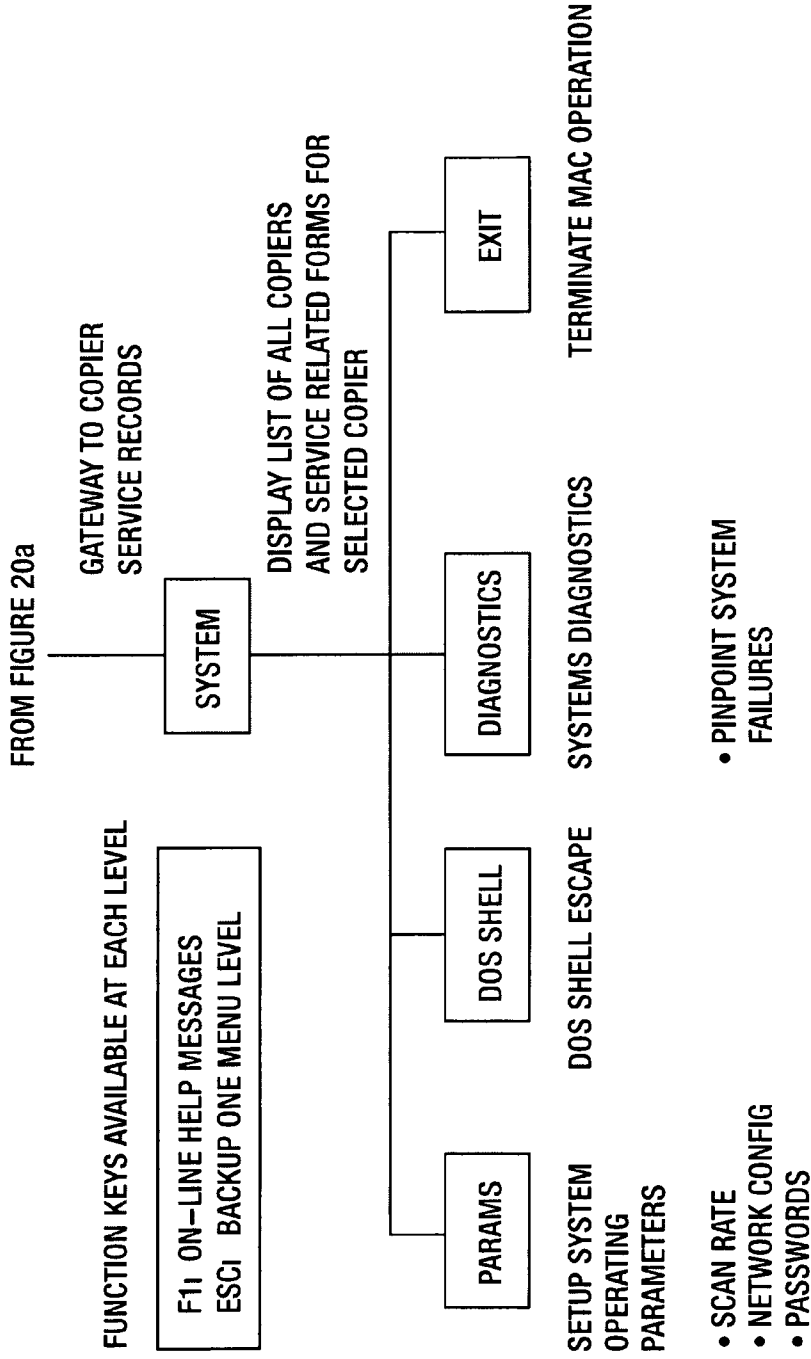 FROM FIGURE 20a
FUNCTION KEYS AVAILABLE AT EACH LEVEL
F1: ON-LINE HELP MESSAGES
ESC: BACKUP ONE MENU LEVEL
GATEWAY TO COPIER
SERVICE RECORDS
SYSTEM
DISPLAY LIST OF ALL COPIERS
AND SERVICE RELATED FORMS FOR
SELECTED COPIER
PARAMS
SETUP SYSTEM
OPERATING
PARAMETERS
• SCAN RATE
• NETWORK CONFIG
• PASSWORDS
DOS SHELL
DOS SHELL ESCAPE
DIAGNOSTICS
SYSTEMS DIAGNOSTICS
• PINPOINT SYSTEM
FAILURES
EXIT
TERMINATE MAC OPERATION